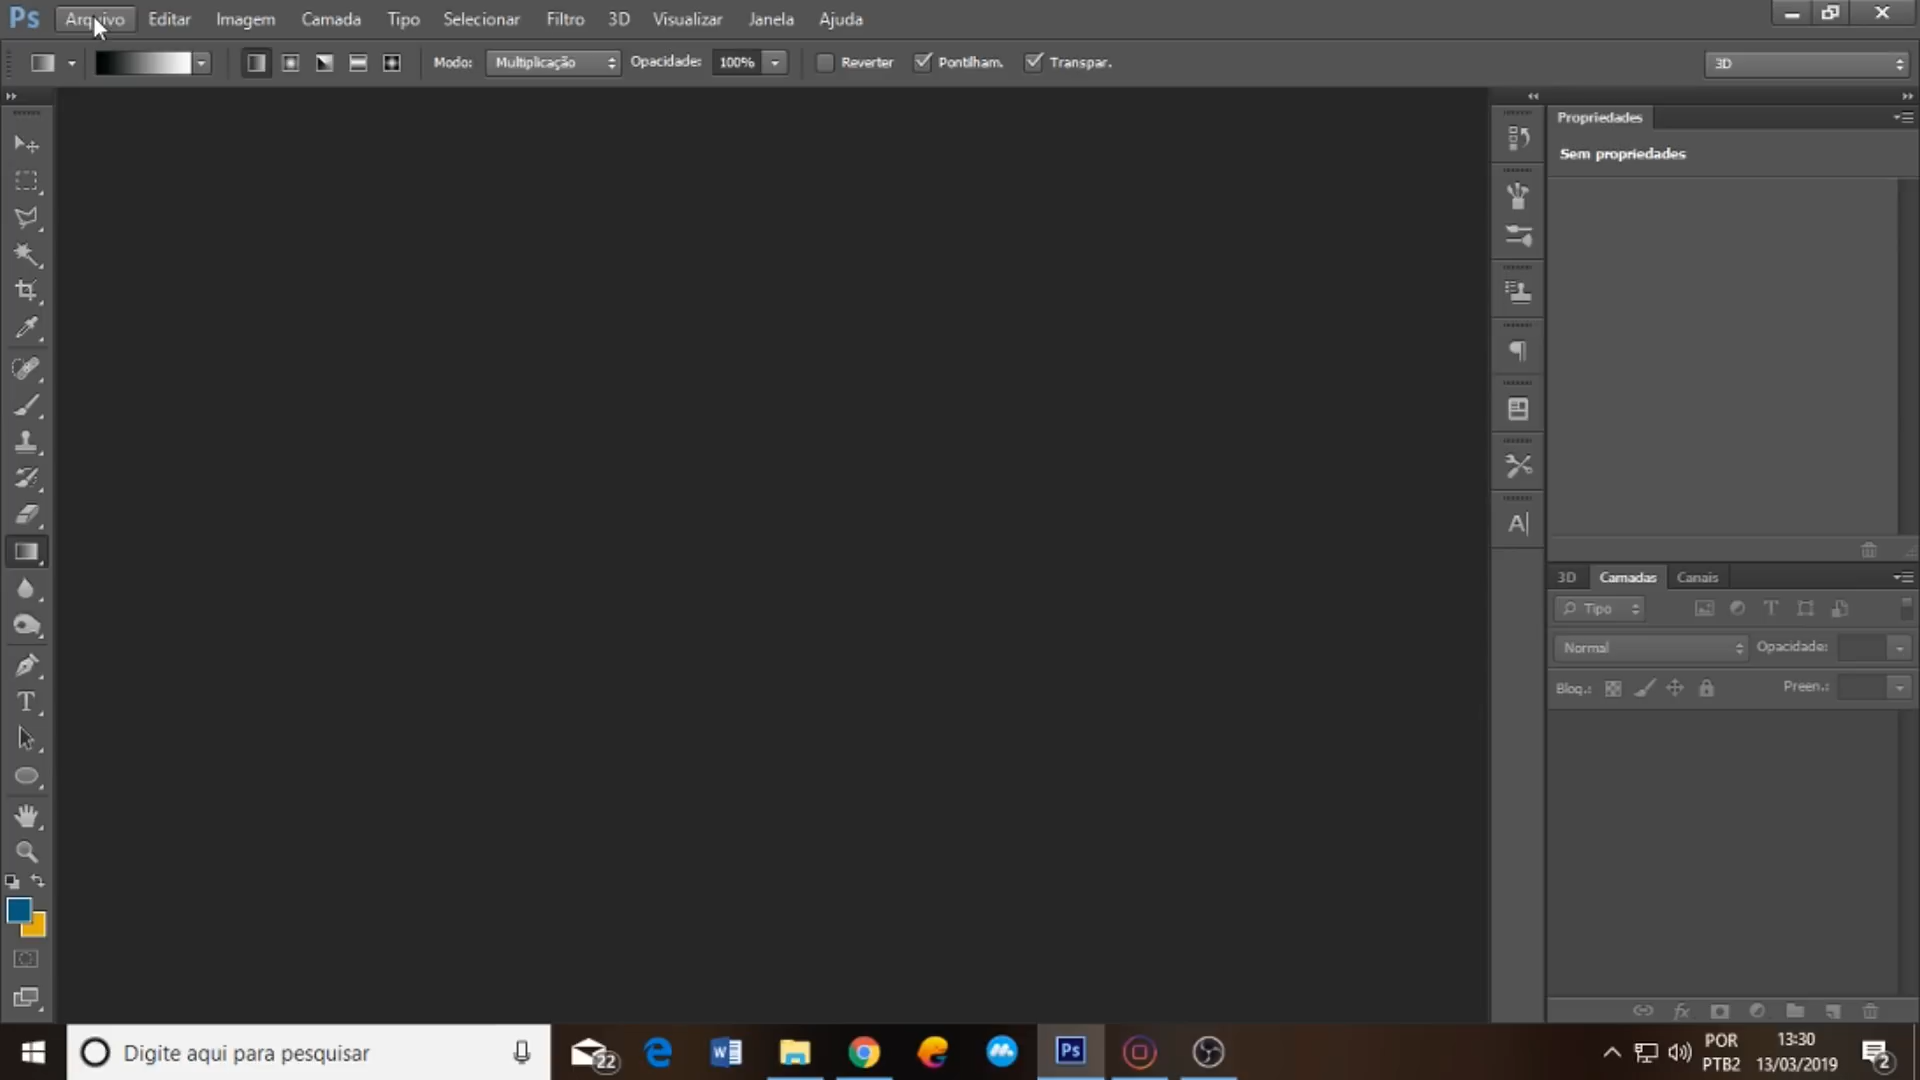 Ps Arquivo Editar Imagem Camada Tipo Selecionar Filtro 3D Visualizar Janela Ajuda
Modo: Multiplicação Opacidade: 100% Reverter Pontilham. Transpar. 3D
Propriedades
Sem propriedades
3D Camadas Canais
Tipo
Normal Opacidade:
Bloq.: Preen.:
Digite aqui para pesquisar
22
Ps
POR
PTB2
13:30
13/03/2019
2